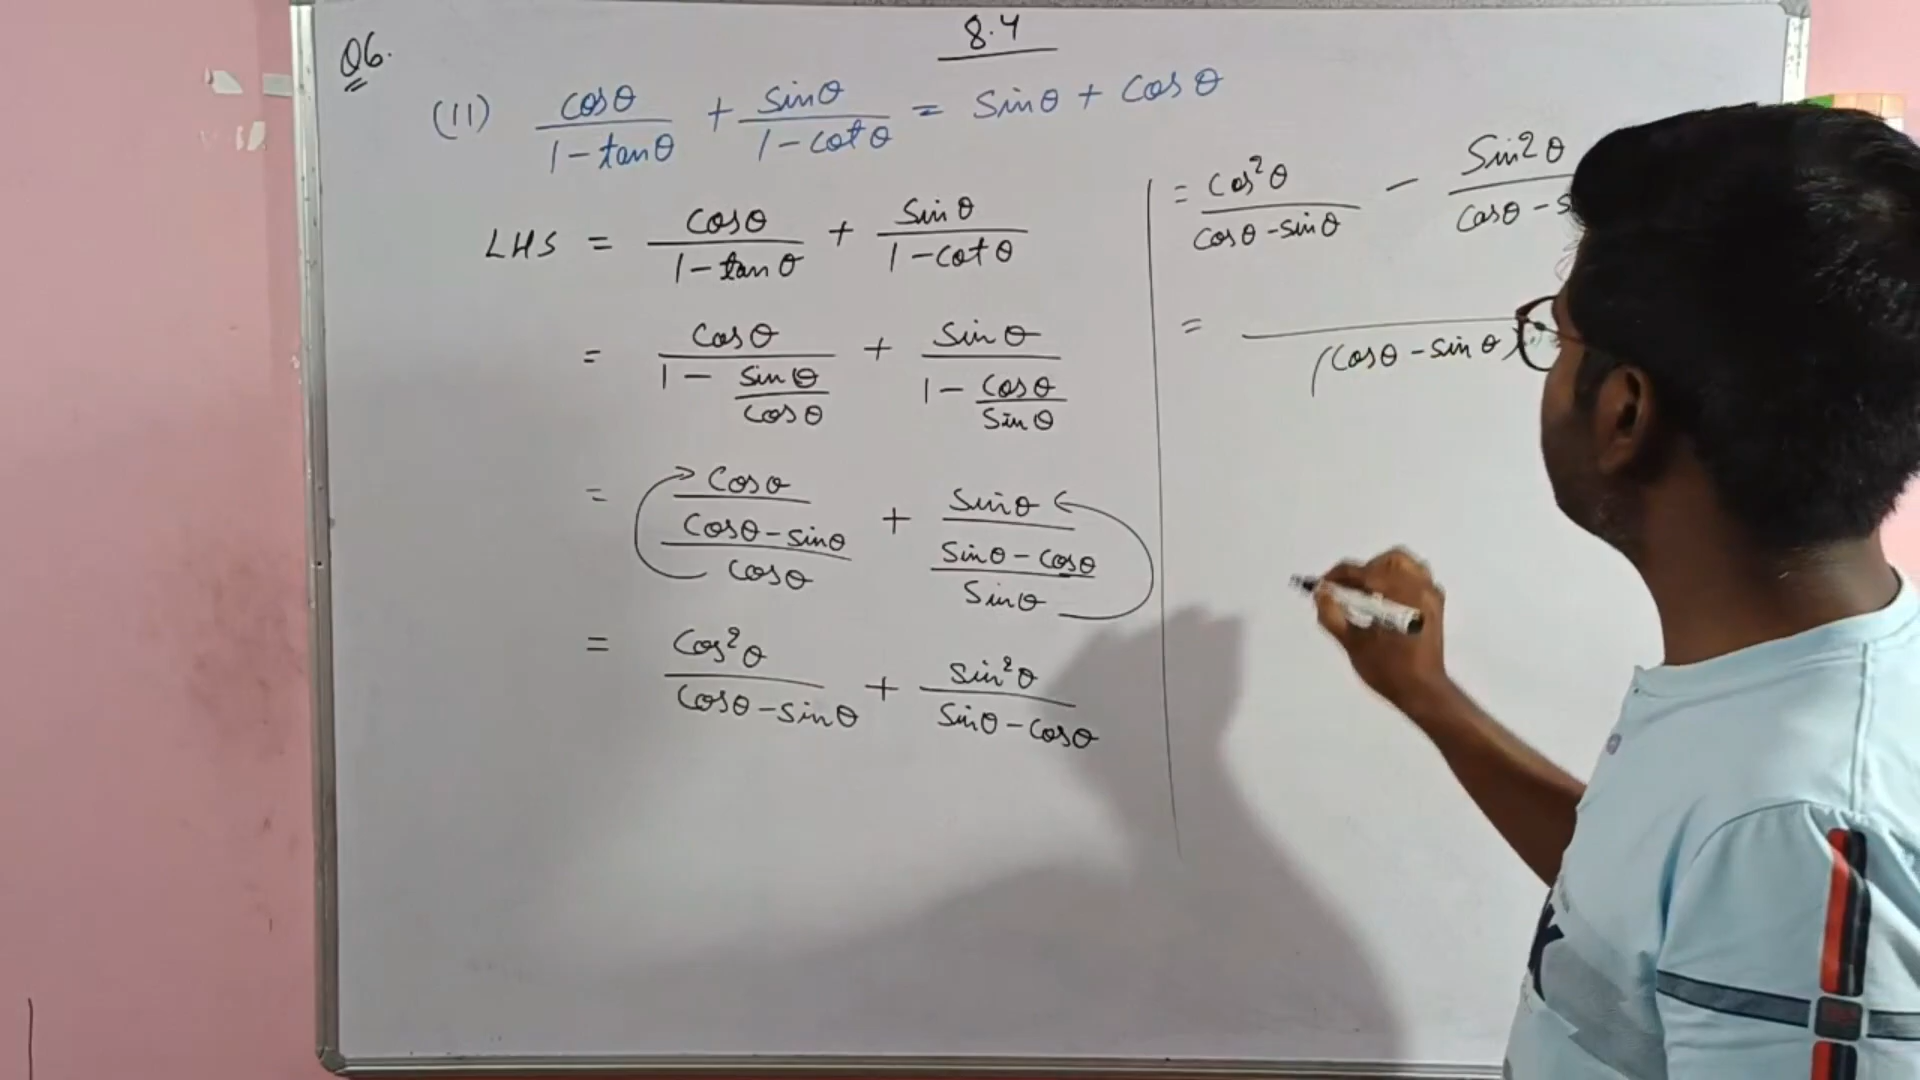 8.4
Q6.
(11) cosθ/(1-tanθ) + sinθ/(1-cotθ) = sinθ + cosθ
LHS = cosθ/(1-tanθ) + sinθ/(1-cotθ)
= cosθ/(1 - sinθ/cosθ) + sinθ/(1 - cosθ/sinθ)
= cosθ/((cosθ-sinθ)/cosθ) + sinθ/((sinθ-cosθ)/sinθ)
= cos²θ/(cosθ-sinθ) + sin²θ/(sinθ-cosθ)
= cos²θ/(cosθ-sinθ) - sin2θ/(cosθ-s
= /(cosθ-sinθ)